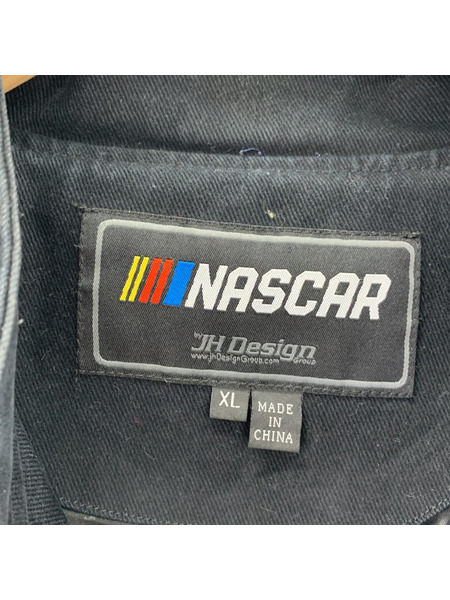 NASCAR
by
JH Design
Group
www.jhDesignGroup.com
XL
MADE
IN
CHINA